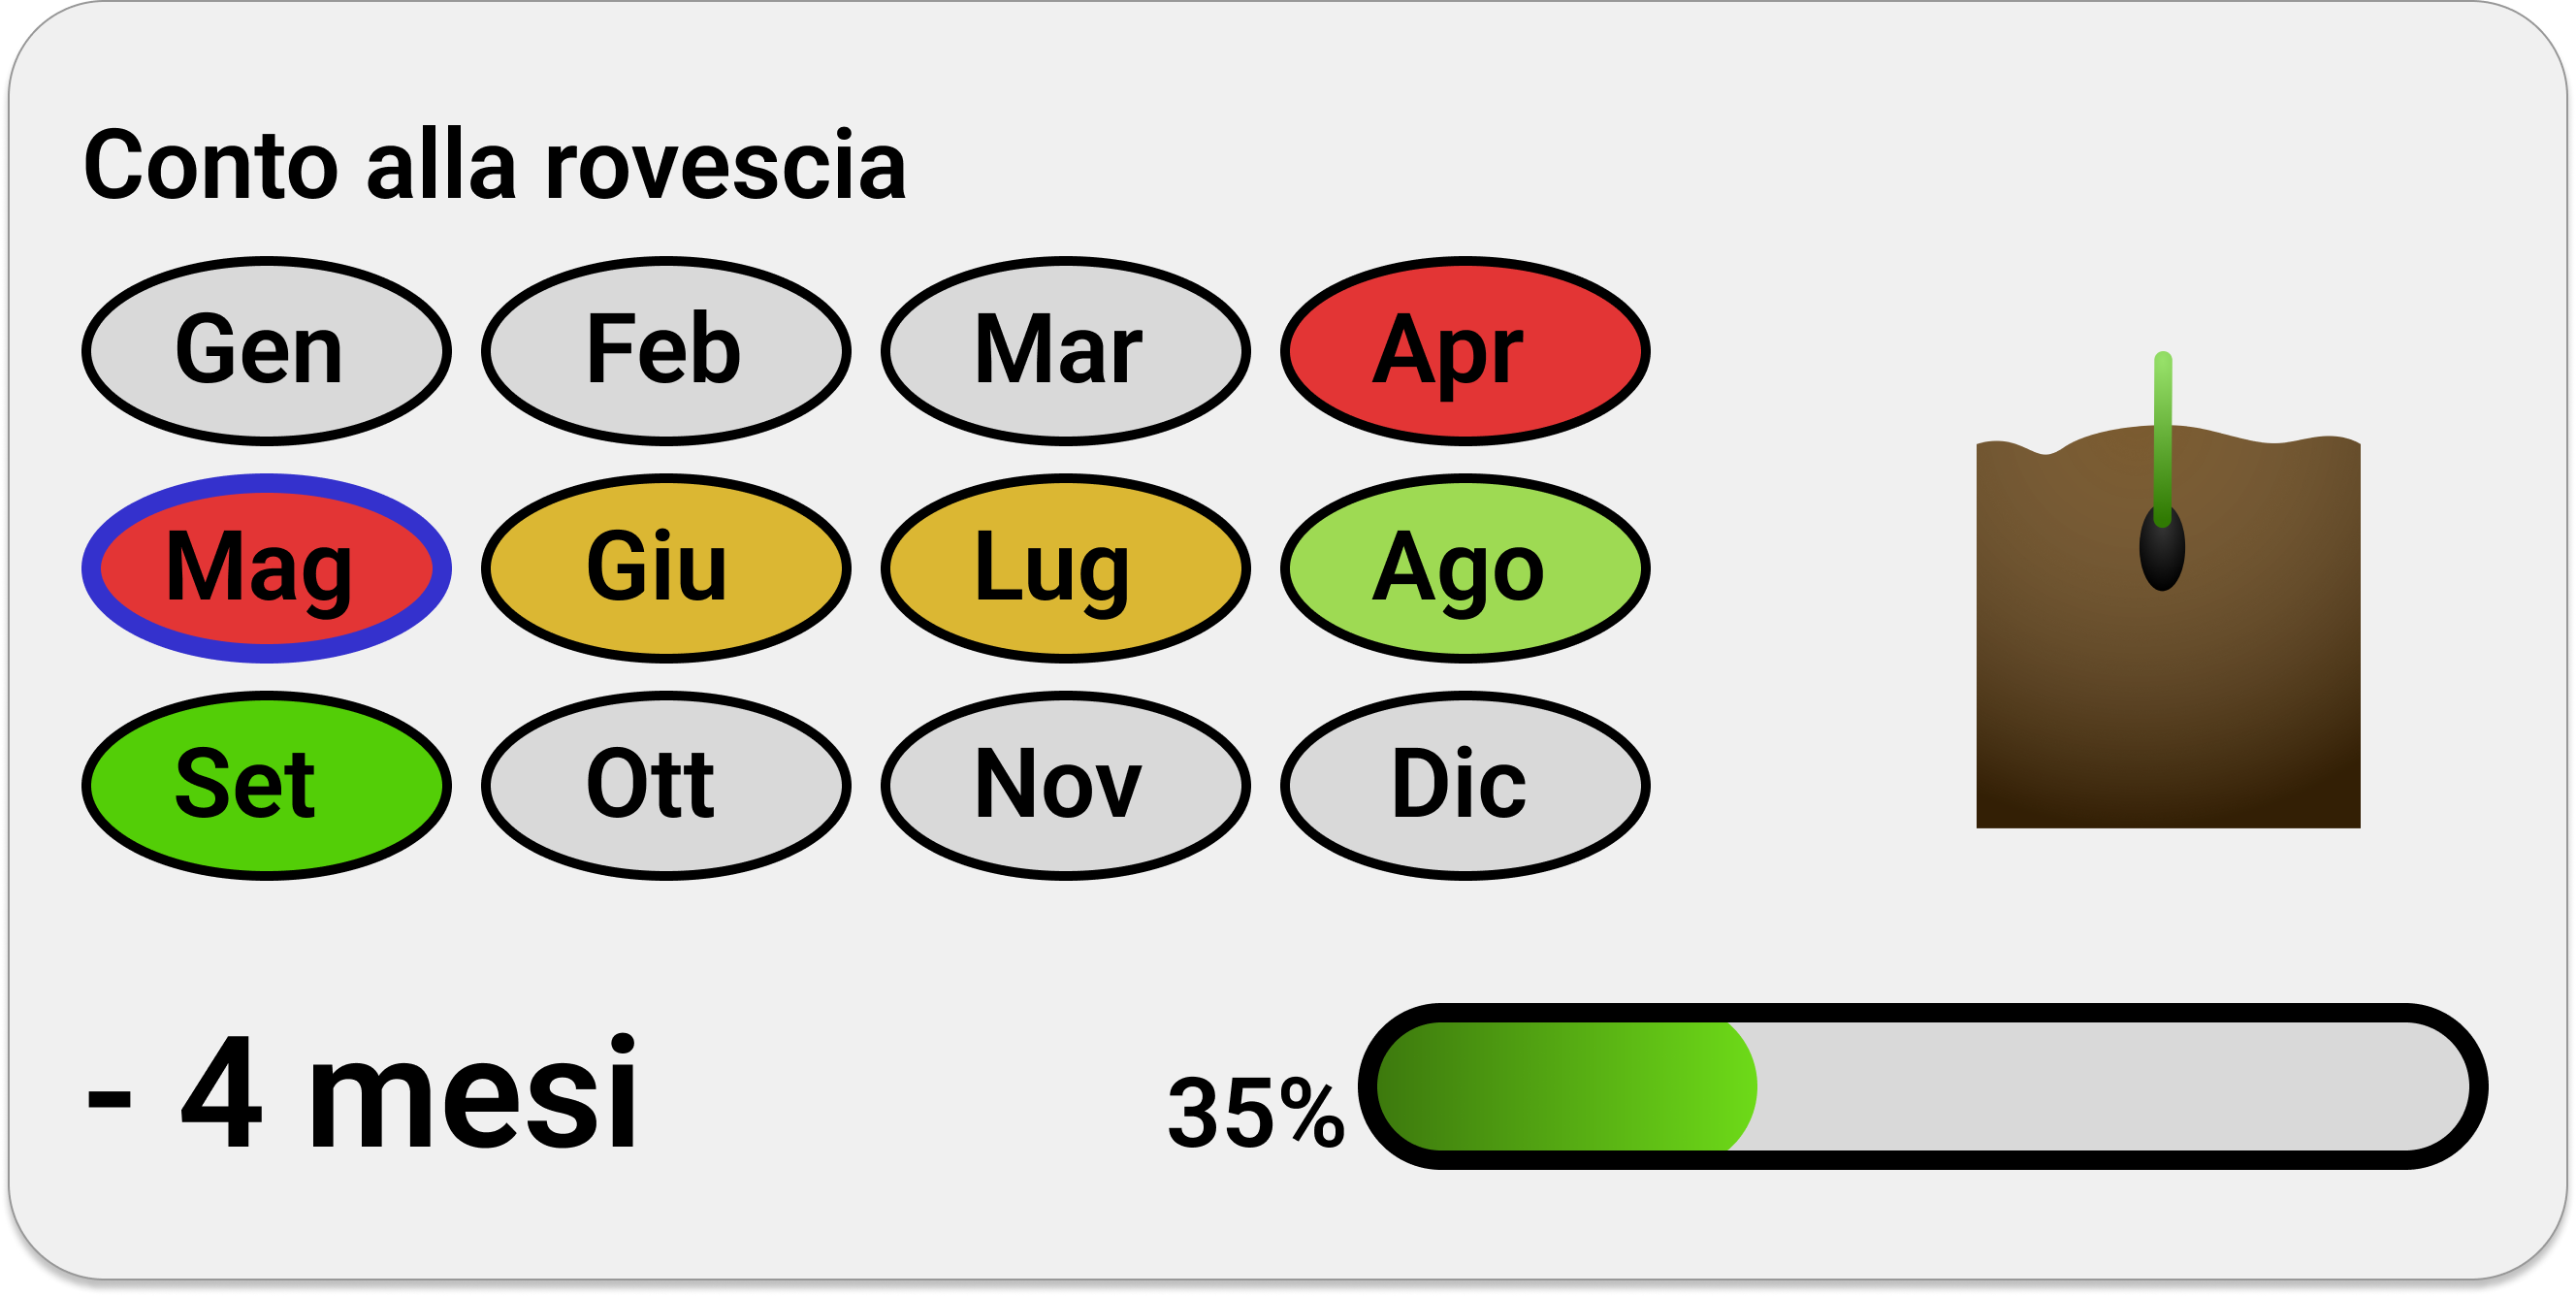 Conto alla rovescia
Gen Feb Mar Apr
Mag Giu Lug Ago
Set Ott Nov Dic
- 4 mesi
35%